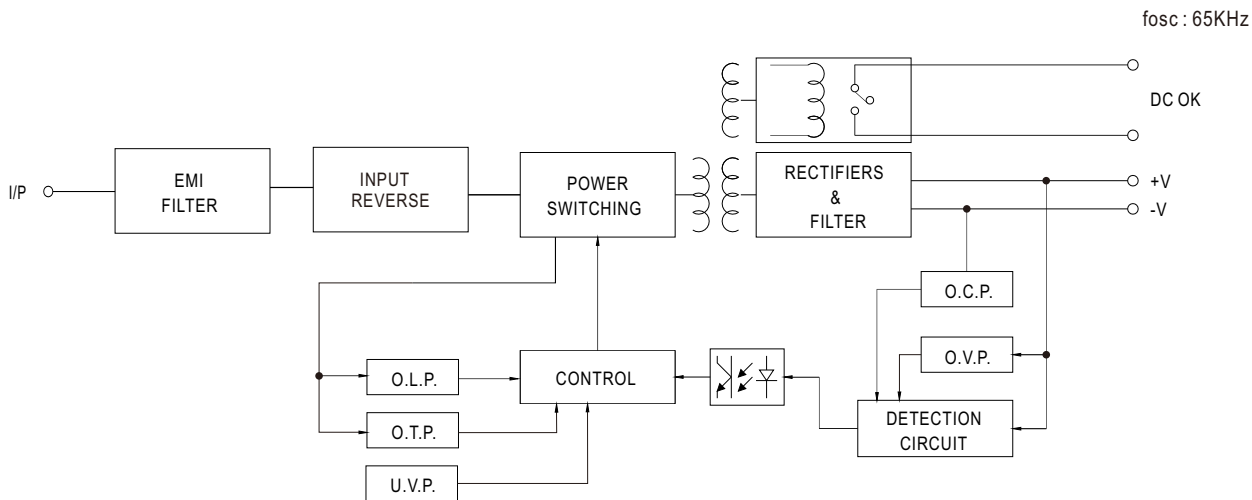 fosc : 65KHz
DC OK
I/P
EMI
FILTER
INPUT
REVERSE
POWER
SWITCHING
RECTIFIERS
&
FILTER
+V
-V
O.C.P.
O.V.P.
O.L.P.
CONTROL
O.T.P.
DETECTION
CIRCUIT
U.V.P.